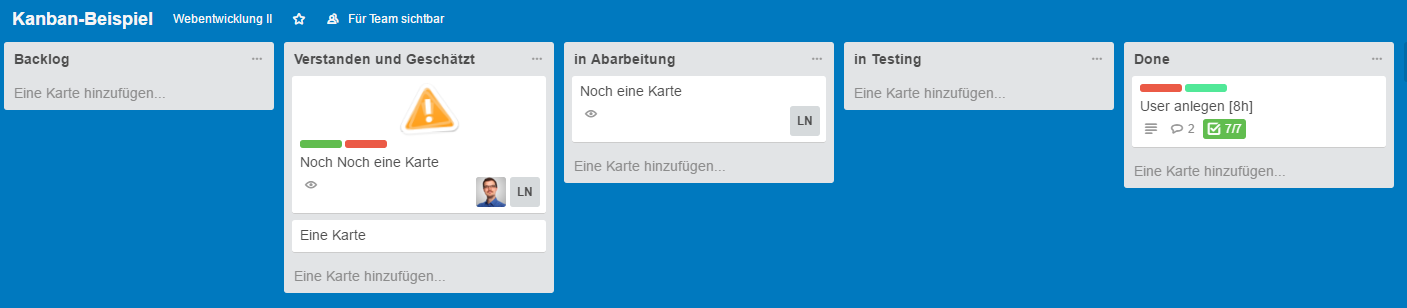 Kanban-Beispiel Webentwicklung II Für Team sichtbar
Backlog
Eine Karte hinzufügen...
Verstanden und Geschätzt
Noch Noch eine Karte
LN
Eine Karte
Eine Karte hinzufügen...
in Abarbeitung
Noch eine Karte
LN
Eine Karte hinzufügen...
in Testing
Eine Karte hinzufügen...
Done
User anlegen [8h]
2 7/7
Eine Karte hinzufügen...